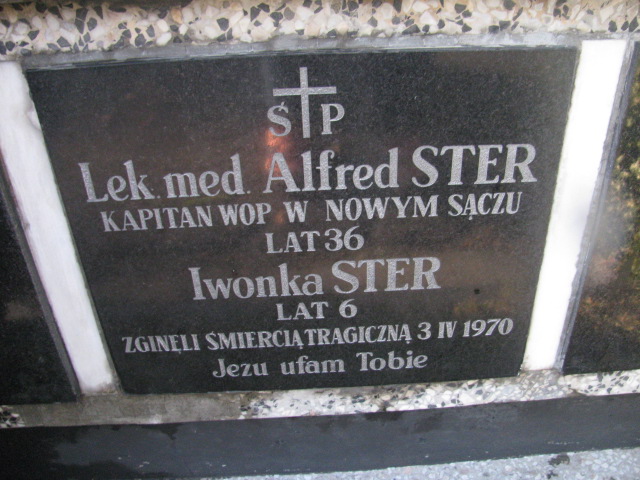 Ś P
Lek. med. Alfred STER
KAPITAN WOP W NOWYM SĄCZU
LAT 36
Iwonka STER
LAT 6
ZGINĘLI ŚMIERCIĄ TRAGICZNĄ 3 IV 1970
Jezu ufam Tobie